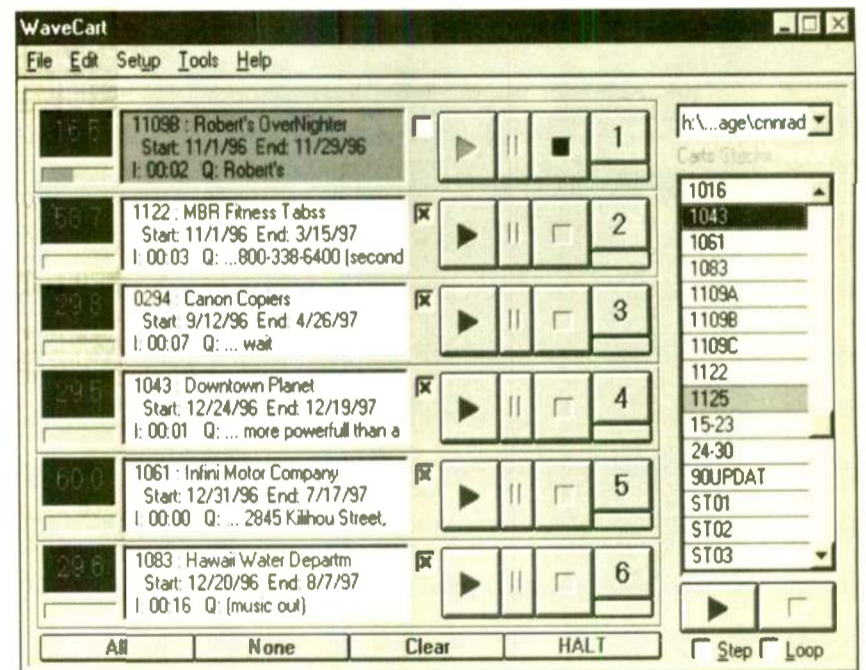 WaveCart
File Edit Setup Tools Help
16.5
1109B : Robert's OverNighter
Start: 11/1/96 End: 11/29/96
I: 00:02 Q: Robert's
1
58.7
1122 : MBR Fitness Tabss
Start: 11/1/96 End: 3/15/97
I: 00:03 Q: ...800-338-6400 (second
2
29.8
0294 : Canon Copiers
Start: 9/12/96 End: 4/26/97
I: 00:07 Q: ... wait
3
29.5
1043 : Downtown Planet
Start: 12/24/96 End: 12/19/97
I: 00:01 Q: ... more powerfull than a
4
60.0
1061 : Infini Motor Company
Start: 12/31/96 End: 7/17/97
I: 00:00 Q: ... 2845 Kilihou Street,
5
29.6
1083 : Hawaii Water Departm
Start: 12/20/96 End: 8/7/97
I: 00:16 Q: (music out)
6
All None Clear HALT
h:\...age\cnnrad
Carts Stacks
1016
1043
1061
1083
1109A
1109B
1109C
1122
1125
15-23
24-30
90UPDAT
ST01
ST02
ST03
Step Loop